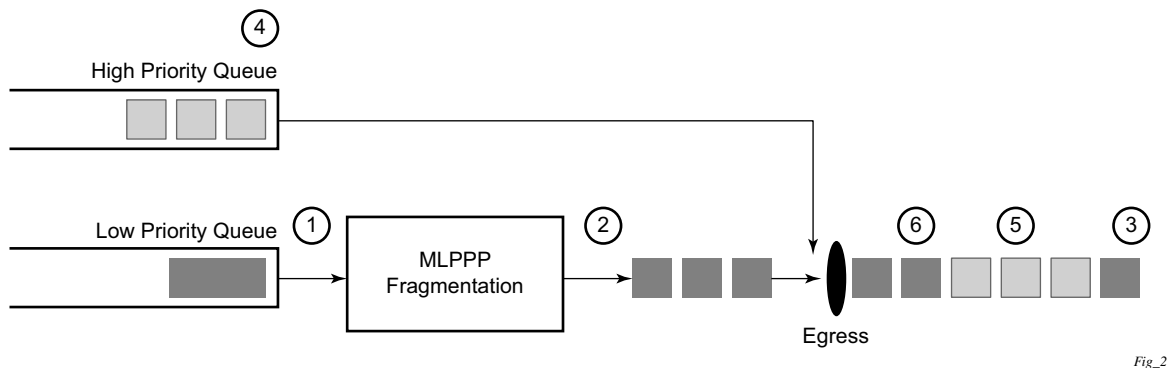 4
High Priority Queue
Low Priority Queue
1
MLPPP
Fragmentation
2
6
5
3
Egress
Fig_2